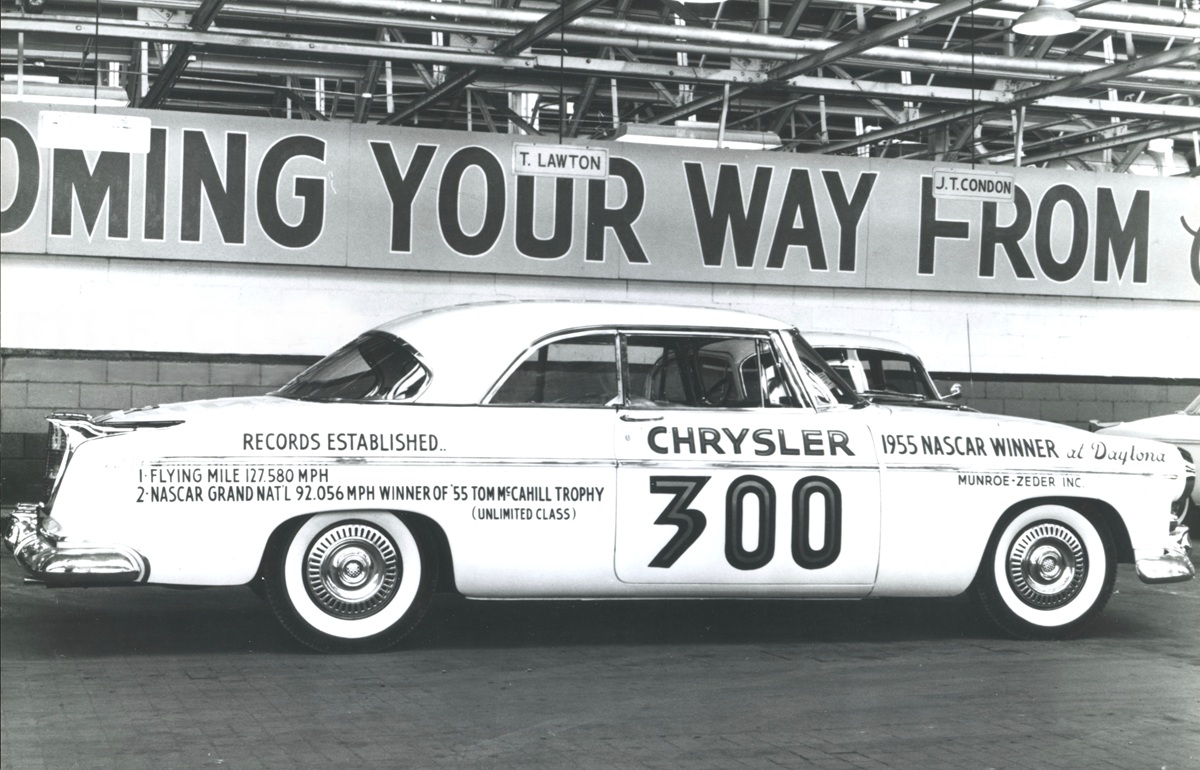 OMING YOUR WAY FROM
T. LAWTON
J.T. CONDON
RECORDS ESTABLISHED..
1- FLYING MILE 127.580 MPH
2- NASCAR GRAND NAT'L 92.056 MPH WINNER OF '55 TOM McCAHILL TROPHY
(UNLIMITED CLASS)
CHRYSLER
300
1955 NASCAR WINNER at Daytona
MUNROE-ZEDER INC.